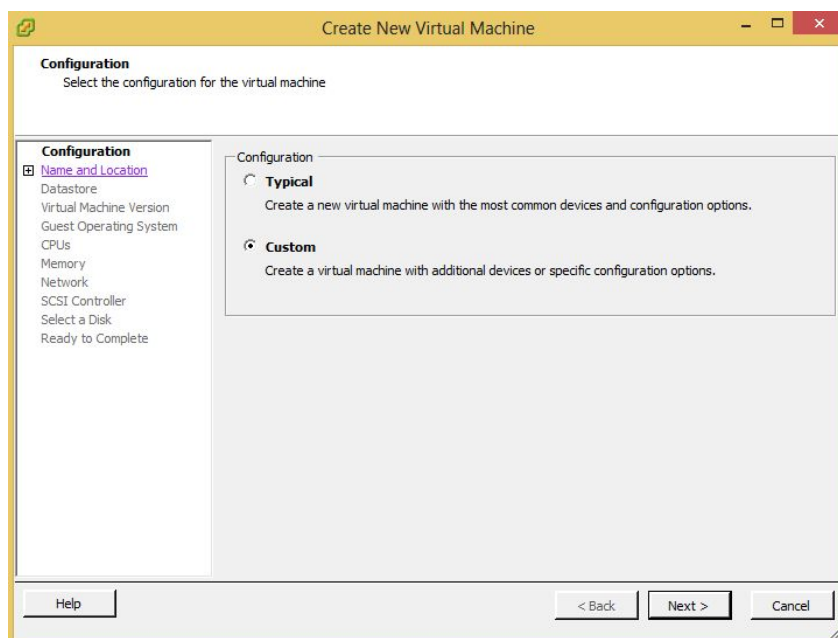 Create New Virtual Machine
Configuration
Select the configuration for the virtual machine
Configuration
Name and Location
Datastore
Virtual Machine Version
Guest Operating System
CPUs
Memory
Network
SCSI Controller
Select a Disk
Ready to Complete
Configuration
Typical
Create a new virtual machine with the most common devices and configuration options.
Custom
Create a virtual machine with additional devices or specific configuration options.
Help
< Back
Next >
Cancel